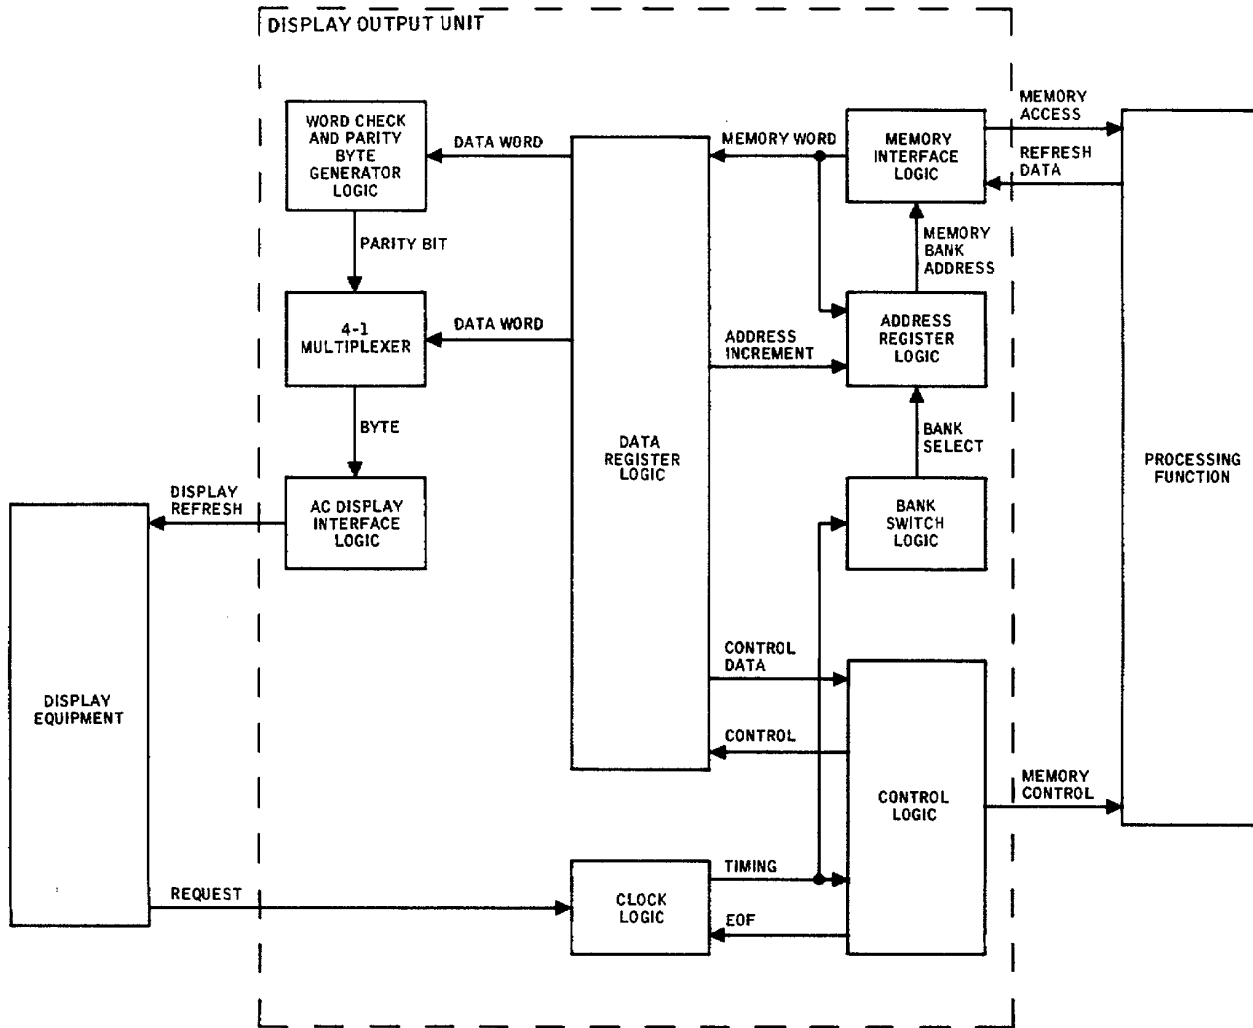 DISPLAY OUTPUT UNIT
WORD CHECK
AND PARITY
BYTE
GENERATOR
LOGIC
DATA WORD
MEMORY WORD
MEMORY
INTERFACE
LOGIC
MEMORY
ACCESS
REFRESH
DATA
PARITY BIT
MEMORY
BANK
ADDRESS
4-1
MULTIPLEXER
DATA WORD
ADDRESS
INCREMENT
ADDRESS
REGISTER
LOGIC
BYTE
BANK
SELECT
DATA
REGISTER
LOGIC
PROCESSING
FUNCTION
DISPLAY
REFRESH
AC DISPLAY
INTERFACE
LOGIC
BANK
SWITCH
LOGIC
CONTROL
DATA
DISPLAY
EQUIPMENT
CONTROL
CONTROL
LOGIC
MEMORY
CONTROL
TIMING
REQUEST
CLOCK
LOGIC
EOF